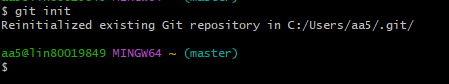 $ git init
Reinitialized existing Git repository in C:/Users/aa5/.git/
aa5@lin80019849 MINGW64 ~ (master)
$